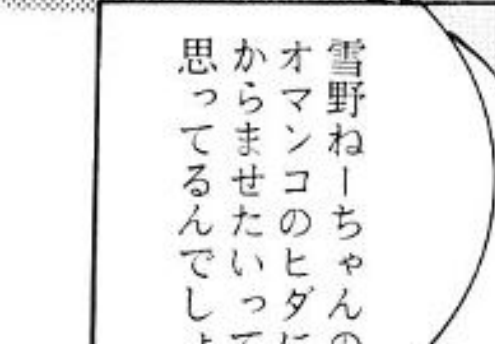 雪野ねーちゃんの
オマンコのヒダに
からませたいって
思ってるんでしょ